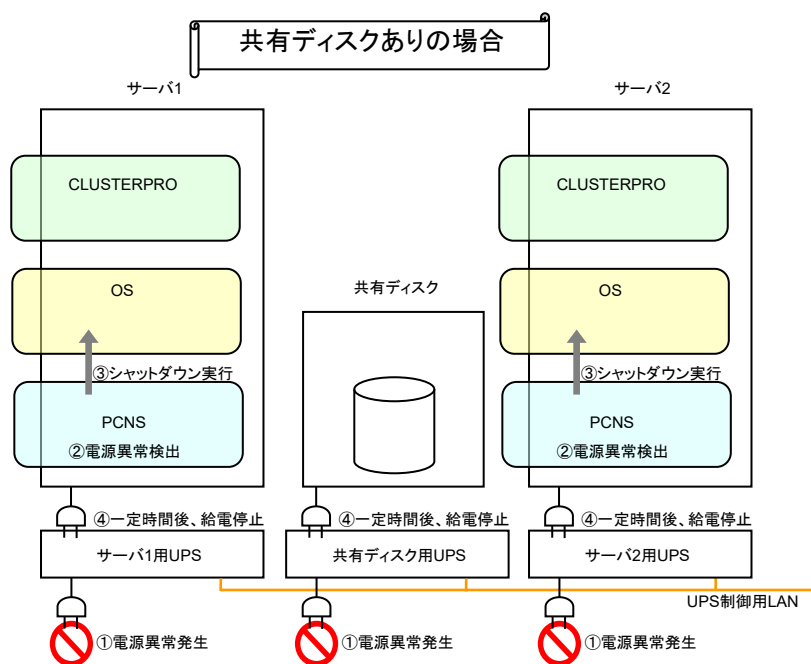 共有ディスクありの場合
サーバ1
サーバ2
CLUSTERPRO
CLUSTERPRO
OS
共有ディスク
OS
③シャットダウン実行
③シャットダウン実行
PCNS
PCNS
②電源異常検出
②電源異常検出
④一定時間後、給電停止
④一定時間後、給電停止
④一定時間後、給電停止
サーバ1用UPS
共有ディスク用UPS
サーバ2用UPS
UPS制御用LAN
①電源異常発生
①電源異常発生
①電源異常発生